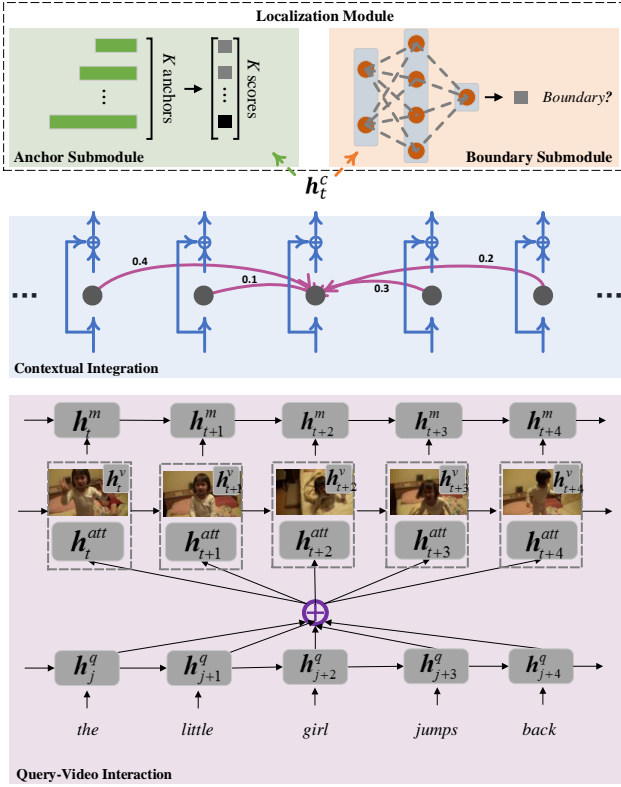 Localization Module
K anchors
K scores
Boundary?
Anchor Submodule
Boundary Submodule
h_t^c
0.4
0.1
0.3
0.2
...
...
Contextual Integration
h_t^m h_{t+1}^m h_{t+2}^m h_{t+3}^m h_{t+4}^m
h_t^v h_{t+1}^v h_{t+2}^v h_{t+3}^v h_{t+4}^v
h_t^{att} h_{t+1}^{att} h_{t+2}^{att} h_{t+3}^{att} h_{t+4}^{att}
h_j^q h_{j+1}^q h_{j+2}^q h_{j+3}^q h_{j+4}^q
the little girl jumps back
Query-Video Interaction